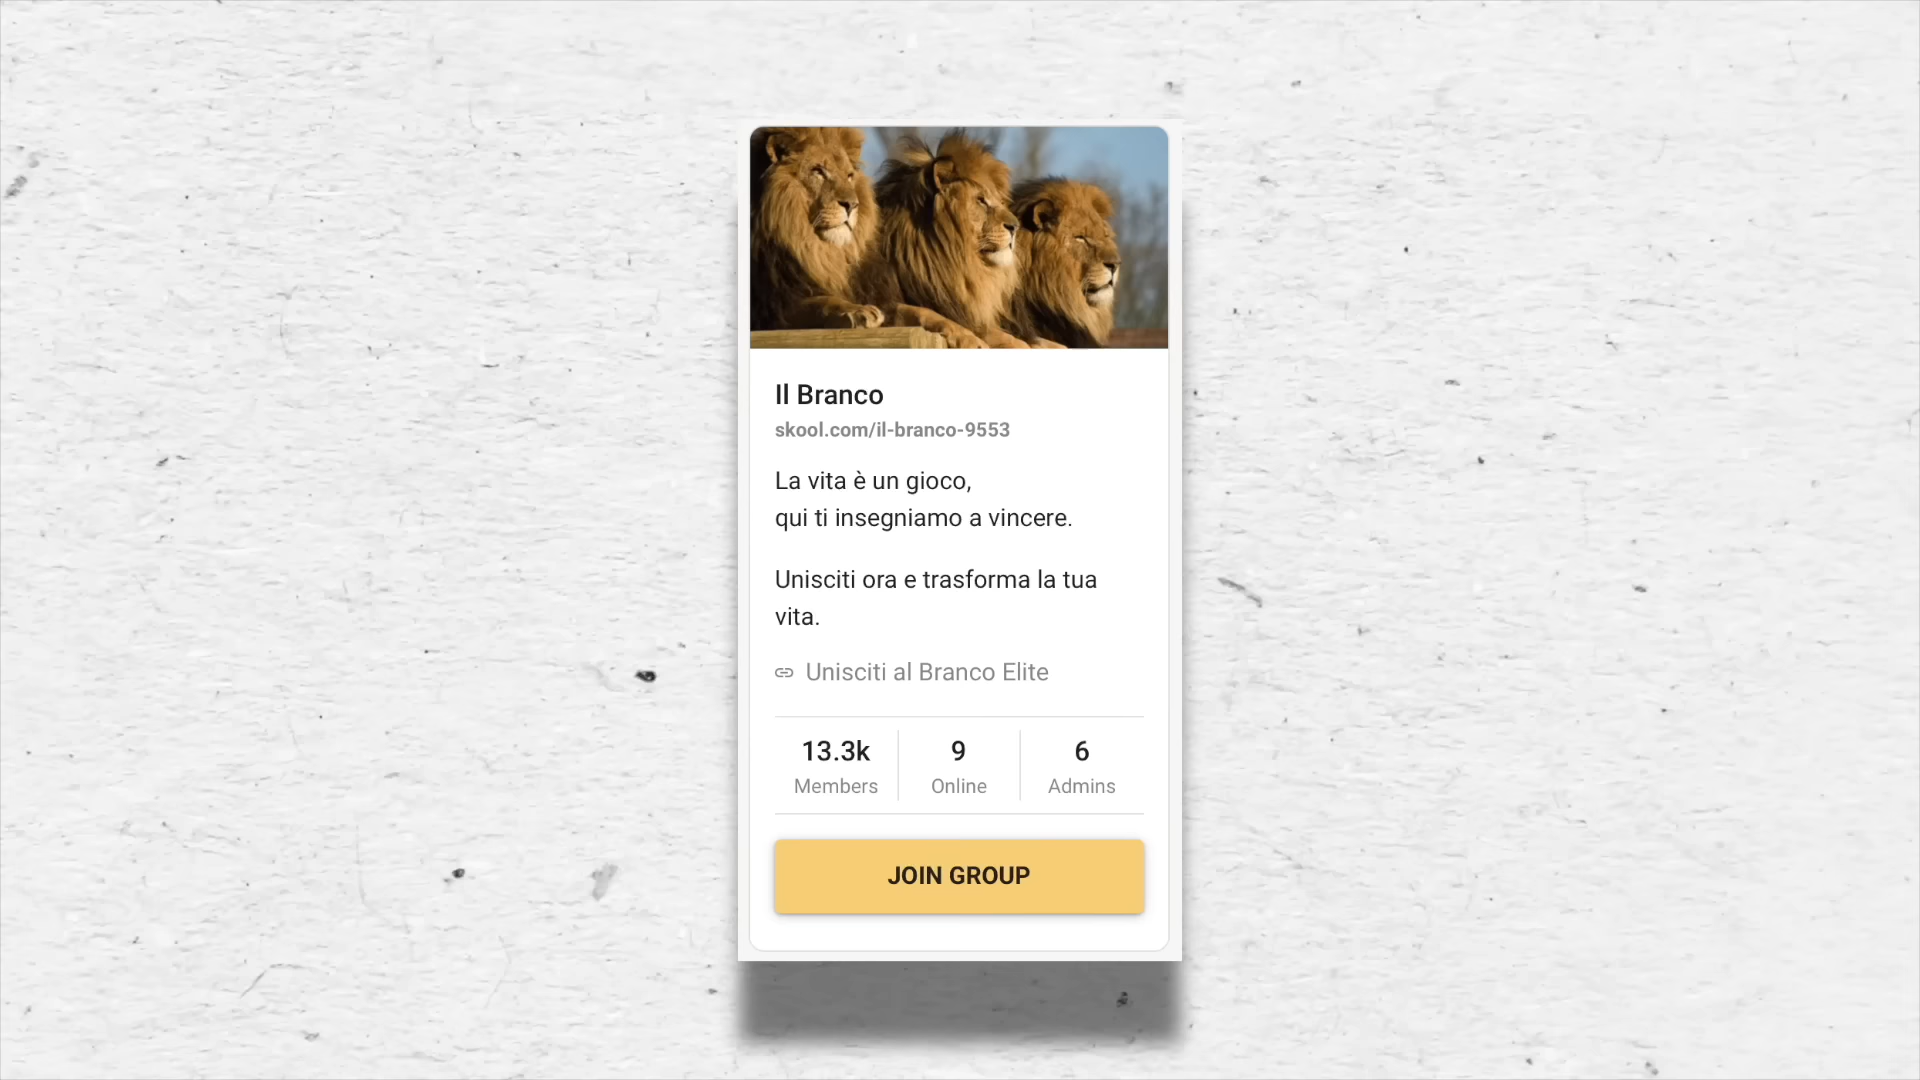 Il Branco
skool.com/il-branco-9553
La vita è un gioco,
qui ti insegniamo a vincere.
Unisciti ora e trasforma la tua
vita.
Unisciti al Branco Elite
13.3k 9 6
Members Online Admins
JOIN GROUP